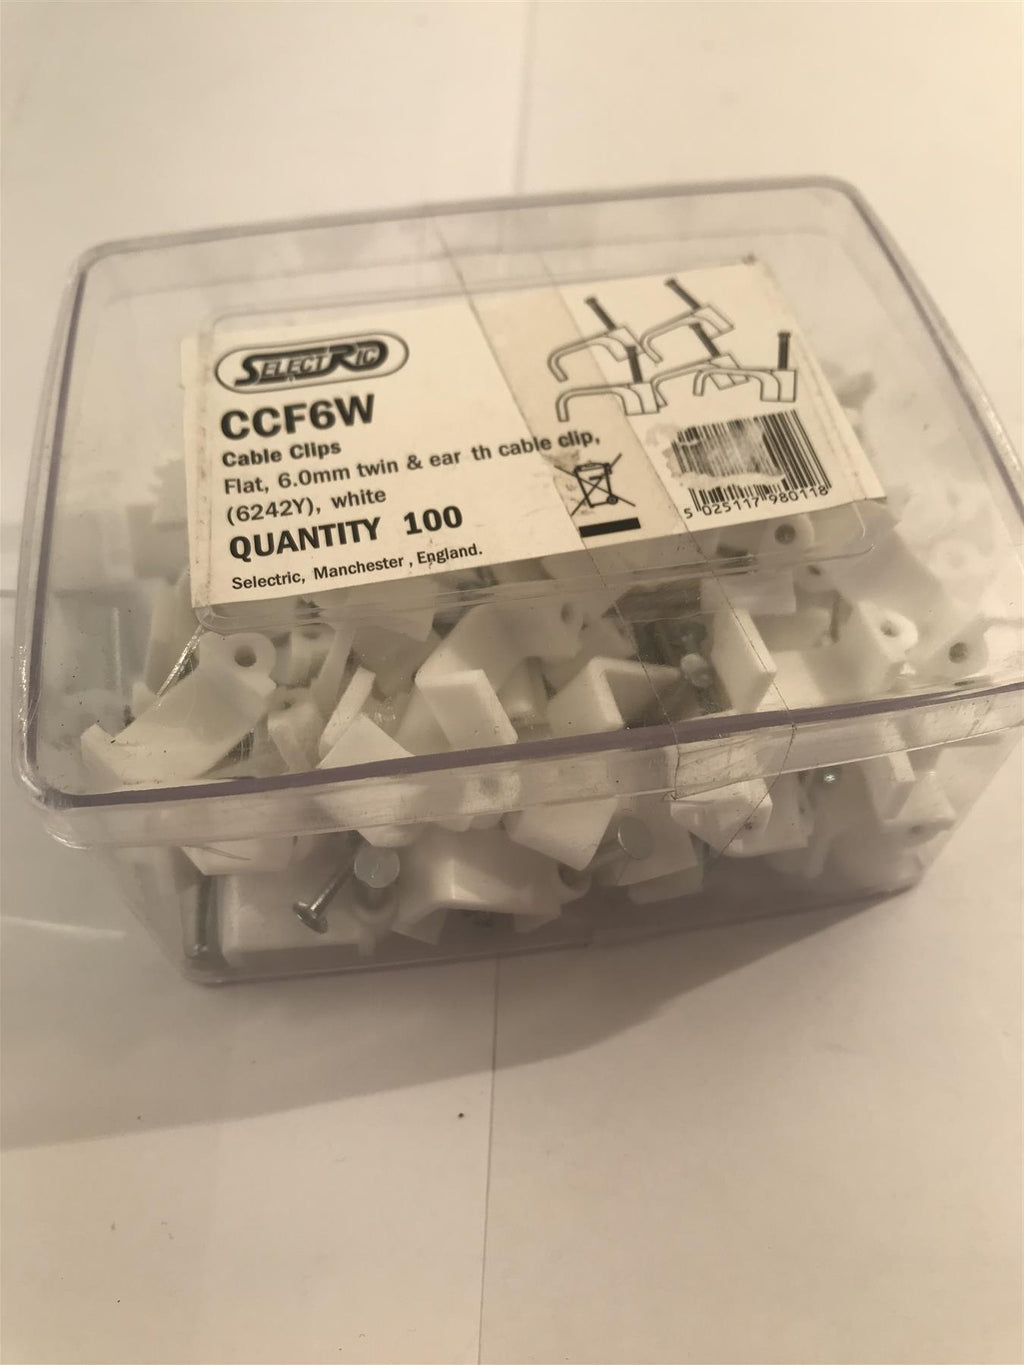 SELECTRIC
CCF6W
Cable Clips
Flat, 6.0mm twin & ear th cable clip,
(6242Y), white
QUANTITY 100
Selectric, Manchester , England.
5 025117 980118